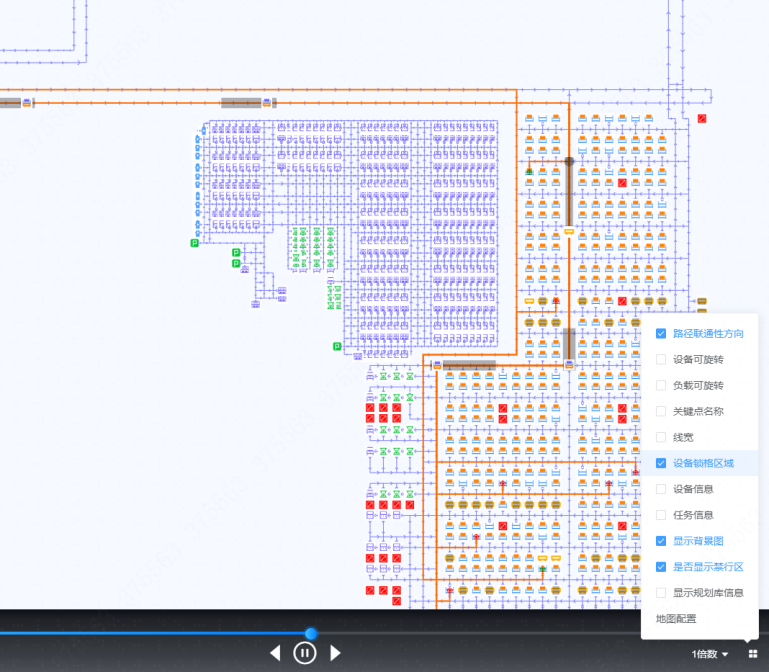 路径联通性方向
设备可旋转
负载可旋转
关键点名称
线宽
设备锁格区域
设备信息
任务信息
显示背景图
是否显示禁行区
显示规划库信息
地图配置
1倍数